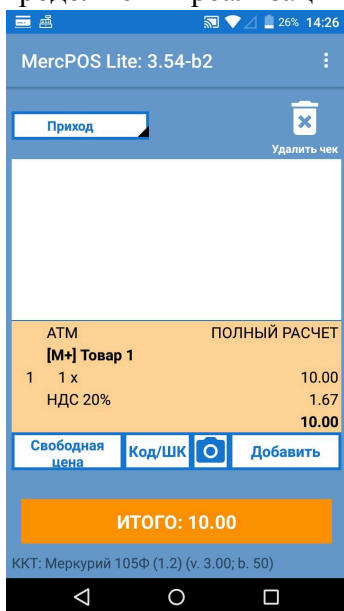 26% 14:26
MercPOS Lite: 3.54-b2
Приход
Удалить чек
АТМ ПОЛНЫЙ РАСЧЕТ
[М+] Товар 1
1 1 x 10.00
НДС 20% 1.67
10.00
Свободная цена Код/ШК Добавить
ИТОГО: 10.00
ККТ: Меркурий 105Ф (1.2) (v. 3.00; b. 50)